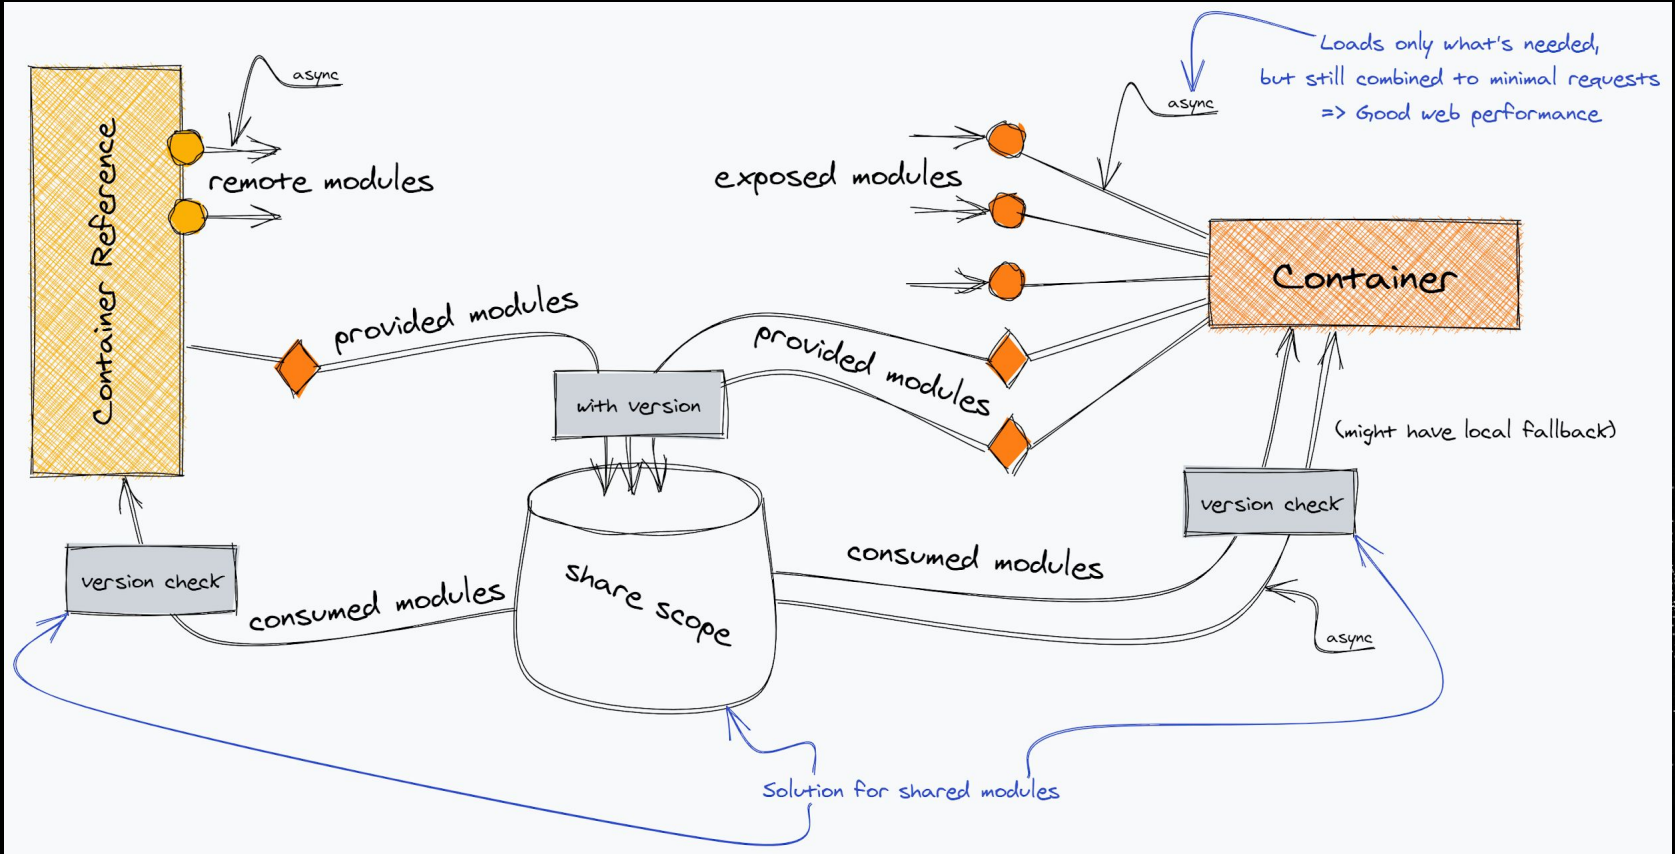 Loads only what's needed,
but still combined to minimal requests
=> Good web performance
async
async
Container Reference
remote modules
exposed modules
Container
provided modules
provided modules
with version
(might have local fallback)
version check
version check
share scope
consumed modules
consumed modules
async
Solution for shared modules